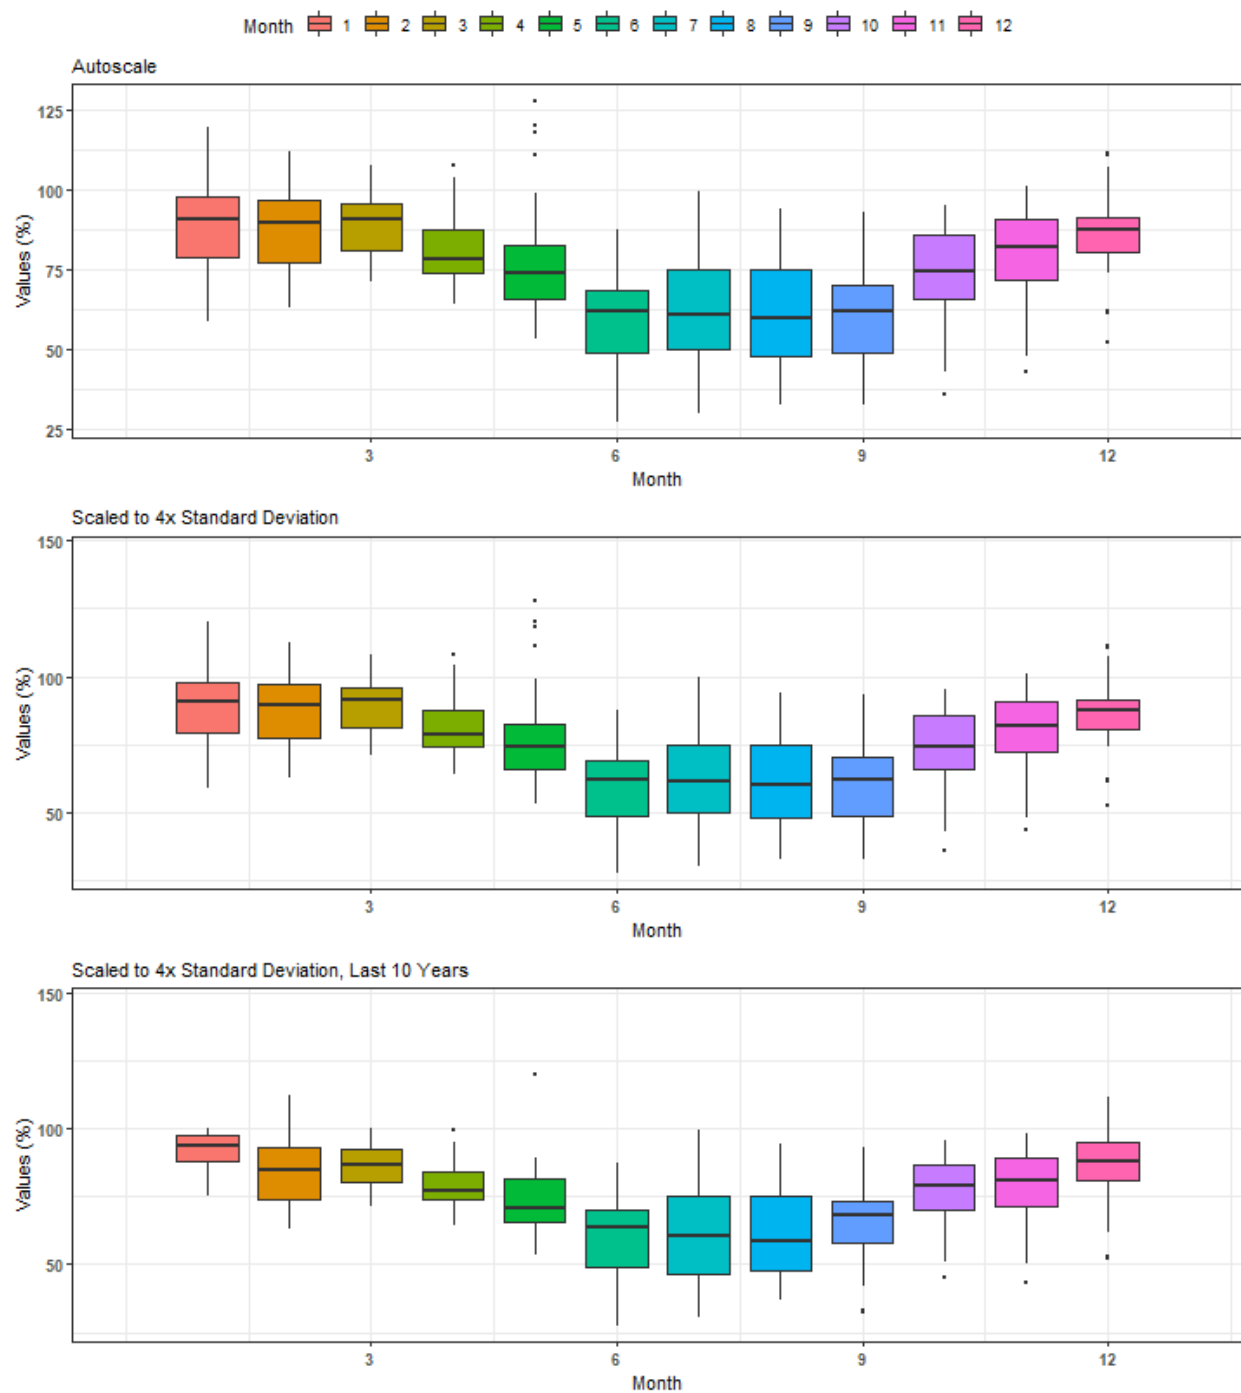 Month 1 2 3 4 5 6 7 8 9 10 11 12
Autoscale
Values (%)
125
100
75
50
25
3 6 9 12
Month
Scaled to 4x Standard Deviation
Values (%)
150
100
50
3 6 9 12
Month
Scaled to 4x Standard Deviation, Last 10 Years
Values (%)
150
100
50
3 6 9 12
Month